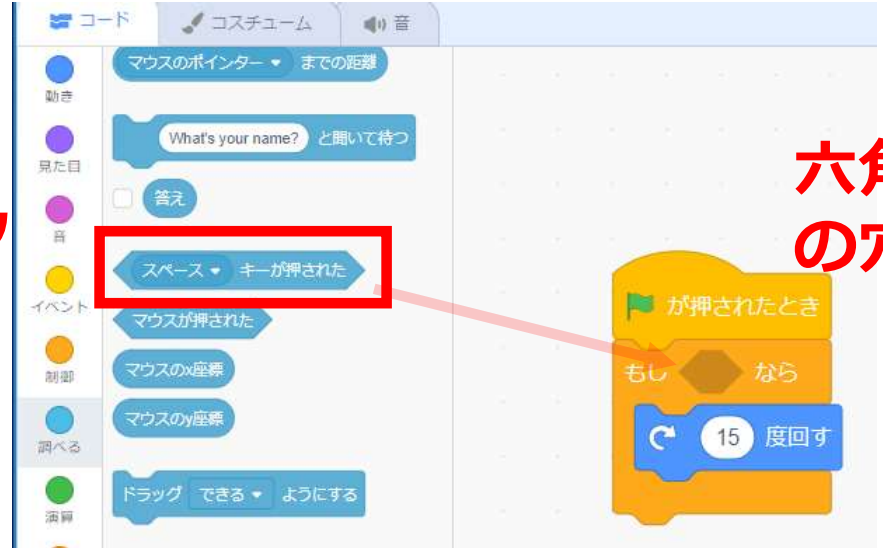 コード
コスチューム
音
動き
見た目
音
イベント
制御
調べる
演算
マウスのポインター までの距離
What's your name? と聞いて待つ
答え
スペース キーが押された
マウスが押された
マウスのx座標
マウスのy座標
ドラッグ できる ようにする
六角
の穴
が押されたとき
もし なら
15 度回す